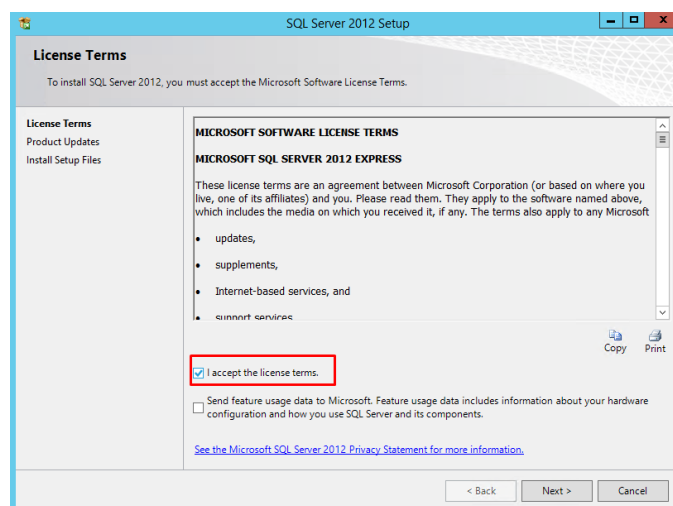 SQL Server 2012 Setup
License Terms
To install SQL Server 2012, you must accept the Microsoft Software License Terms.
License Terms
Product Updates
Install Setup Files
MICROSOFT SOFTWARE LICENSE TERMS
MICROSOFT SQL SERVER 2012 EXPRESS
These license terms are an agreement between Microsoft Corporation (or based on where you
live, one of its affiliates) and you. Please read them. They apply to the software named above,
which includes the media on which you received it, if any. The terms also apply to any Microsoft
• updates,
• supplements,
• Internet-based services, and
• support services
Copy Print
I accept the license terms.
Send feature usage data to Microsoft. Feature usage data includes information about your hardware
configuration and how you use SQL Server and its components.
See the Microsoft SQL Server 2012 Privacy Statement for more information.
< Back Next > Cancel